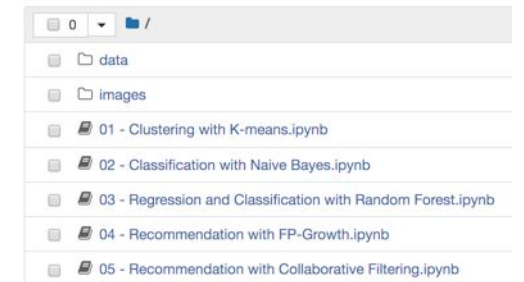 0 /
data
images
01 - Clustering with K-means.ipynb
02 - Classification with Naive Bayes.ipynb
03 - Regression and Classification with Random Forest.ipynb
04 - Recommendation with FP-Growth.ipynb
05 - Recommendation with Collaborative Filtering.ipynb